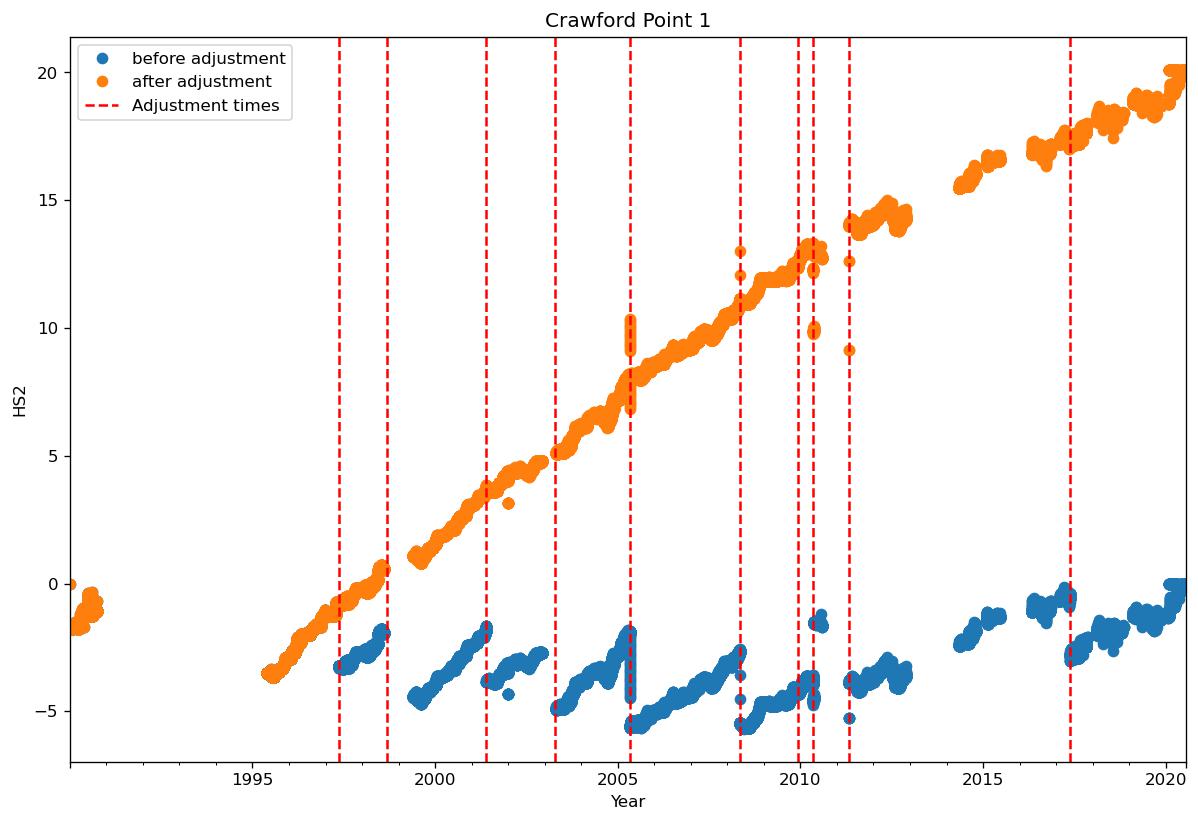 Crawford Point 1
before adjustment
after adjustment
Adjustment times
20
15
10
5
0
−5
HS2
1995
2000
2005
2010
2015
2020
Year